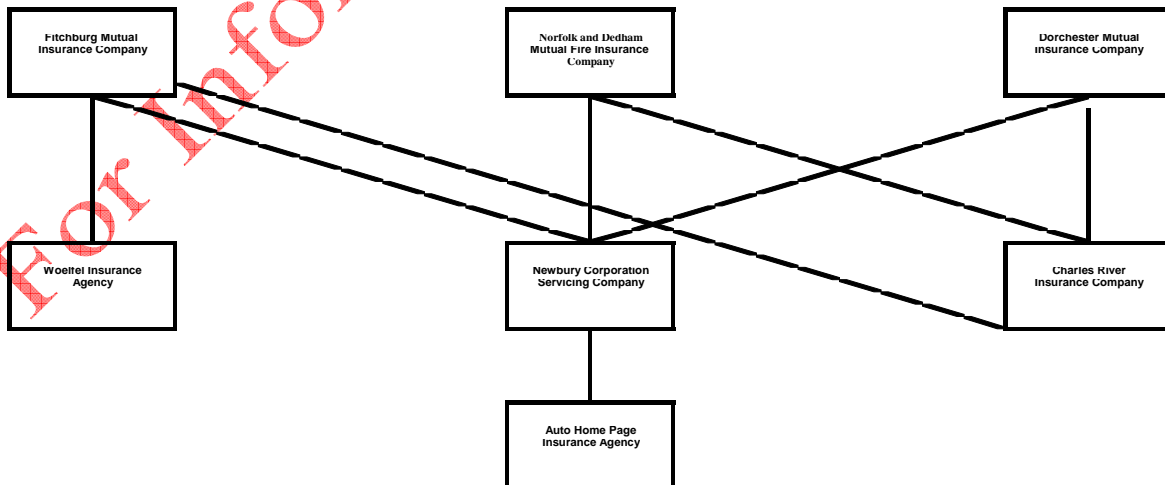 Fitchburg Mutual
Insurance Company
Norfolk and Dedham
Mutual Fire Insurance
Company
Dorchester Mutual
Insurance Company
Woelfel Insurance
Agency
Newbury Corporation
Servicing Company
Charles River
Insurance Company
Auto Home Page
Insurance Agency
For Info